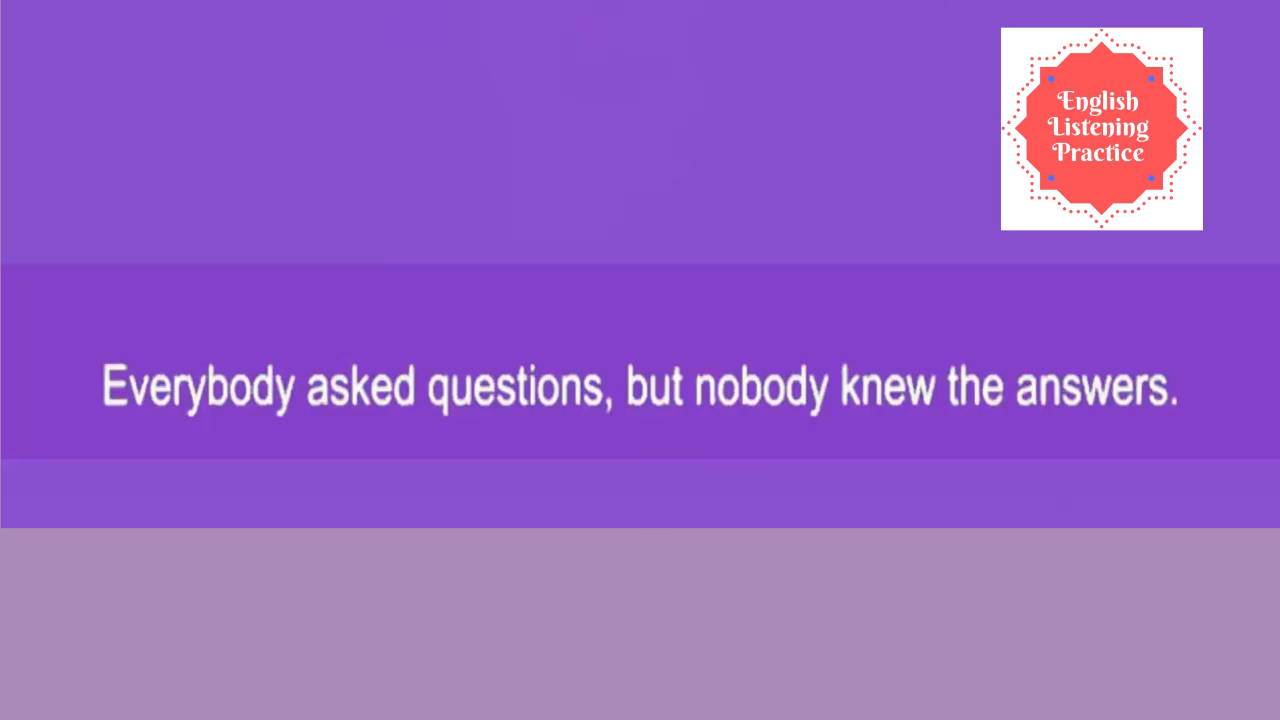 English
Listening
Practice
Everybody asked questions, but nobody knew the answers.